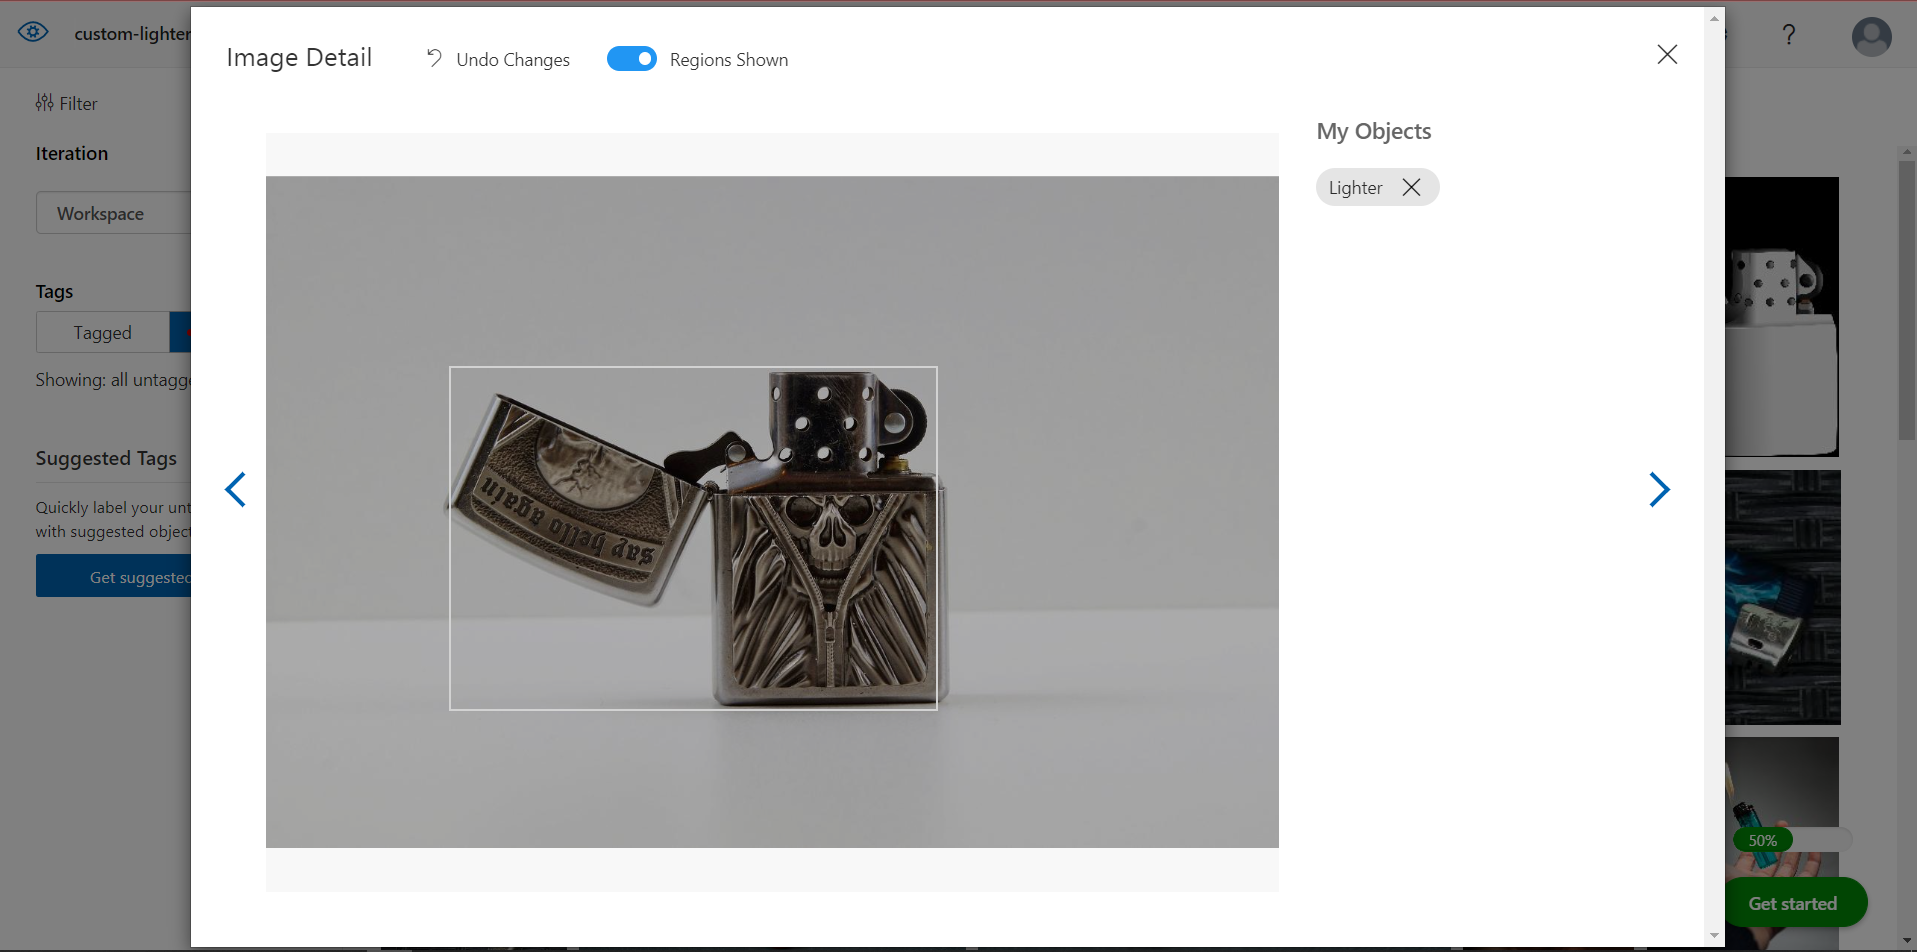 custom-lighter
?
Image Detail
Undo Changes
Regions Shown
Filter
Iteration
Workspace
Tags
Tagged
Showing: all untagge
Suggested Tags
Quickly label your unt
with suggested object
Get suggested
My Objects
Lighter
say hello again
50%
Get started